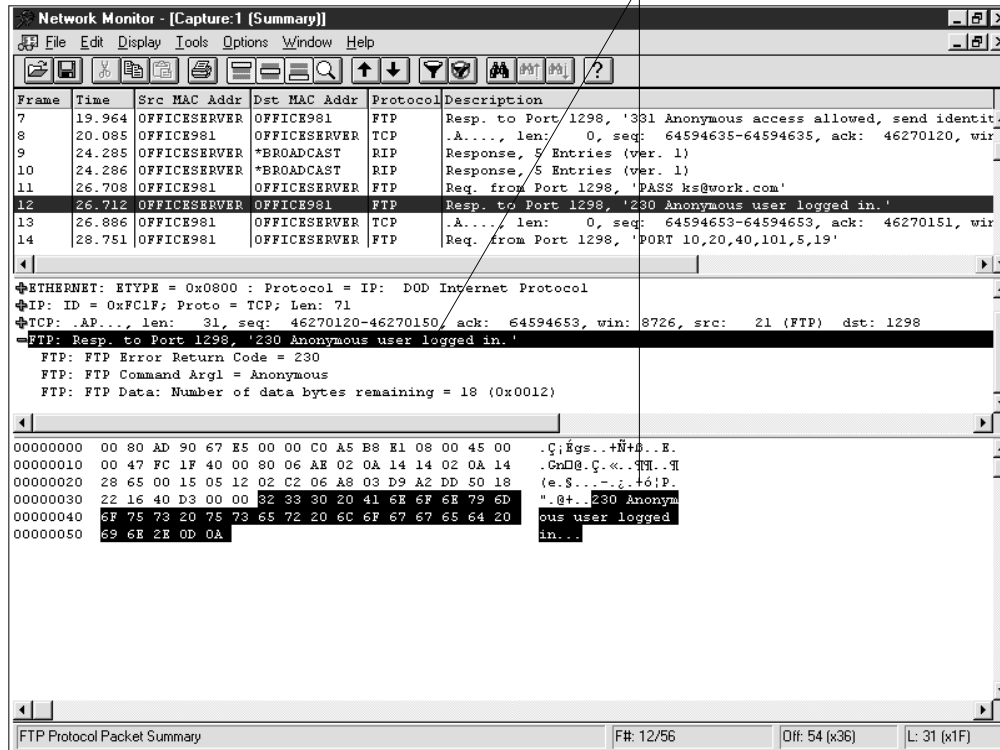 Network Monitor - [Capture:1 (Summary)]
File Edit Display Tools Options Window Help
Frame Time Src MAC Addr Dst MAC Addr Protocol Description
7 19.964 OFFICESERVER OFFICE981 FTP Resp. to Port 1298, '331 Anonymous access allowed, send identit
8 20.085 OFFICE981 OFFICESERVER TCP .A...., len: 0, seq: 64594635-64594635, ack: 46270120, win
9 24.285 OFFICESERVER *BROADCAST RIP Response, 5 Entries (ver. 1)
10 24.286 OFFICESERVER *BROADCAST RIP Response, 5 Entries (ver. 1)
11 26.708 OFFICE981 OFFICESERVER FTP Req. from Port 1298, 'PASS ks@work.com'
12 26.712 OFFICESERVER OFFICE981 FTP Resp. to Port 1298, '230 Anonymous user logged in.'
13 26.886 OFFICE981 OFFICESERVER TCP .A...., len: 0, seq: 64594653-64594653, ack: 46270151, win
14 28.751 OFFICE981 OFFICESERVER FTP Req. from Port 1298, 'PORT 10,20,40,101,5,19'
ETHERNET: ETYPE = 0x0800 : Protocol = IP: DOD Internet Protocol
IP: ID = 0xFC1F; Proto = TCP; Len: 71
TCP: .AP..., len: 31, seq: 46270120-46270150, ack: 64594653, win: 8726, src: 21 (FTP) dst: 1298
FTP: Resp. to Port 1298, '230 Anonymous user logged in.'
FTP: FTP Error Return Code = 230
FTP: FTP Command Arg1 = Anonymous
FTP: FTP Data: Number of data bytes remaining = 18 (0x0012)
00000000 00 80 AD 90 67 E5 00 00 C0 A5 B8 E1 08 00 45 00 .Ç¡Égs..+Ñ+ß..E.
00000010 00 47 FC 1F 40 00 80 06 AE 02 0A 14 14 02 0A 14
00000020 28 65 00 15 05 12 02 C2 06 A8 03 D9 A2 DD 50 18 (e.§...-.¿.+ó¦P.
00000030 22 16 40 D3 00 00 32 33 30 20 41 6E 6F 6E 79 6D ".@+..230 Anonym
00000040 6F 75 73 20 75 73 65 72 20 6C 6F 67 67 65 64 20 ous user logged
00000050 69 6E 2E 0D 0A in...
FTP Protocol Packet Summary F#: 12/56 Off: 54 (x36) L: 31 (x1F)